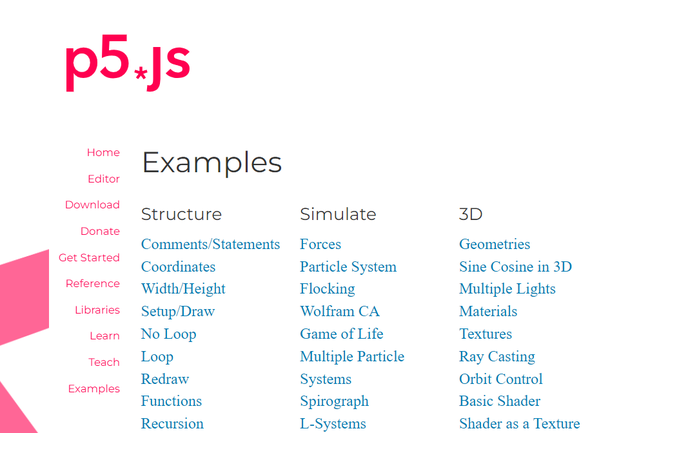 p5*js
Home
Editor
Download
Donate
Get Started
Reference
Libraries
Learn
Teach
Examples
Examples
Structure
Comments/Statements
Coordinates
Width/Height
Setup/Draw
No Loop
Loop
Redraw
Functions
Recursion
Simulate
Forces
Particle System
Flocking
Wolfram CA
Game of Life
Multiple Particle
Systems
Spirograph
L-Systems
3D
Geometries
Sine Cosine in 3D
Multiple Lights
Materials
Textures
Ray Casting
Orbit Control
Basic Shader
Shader as a Texture